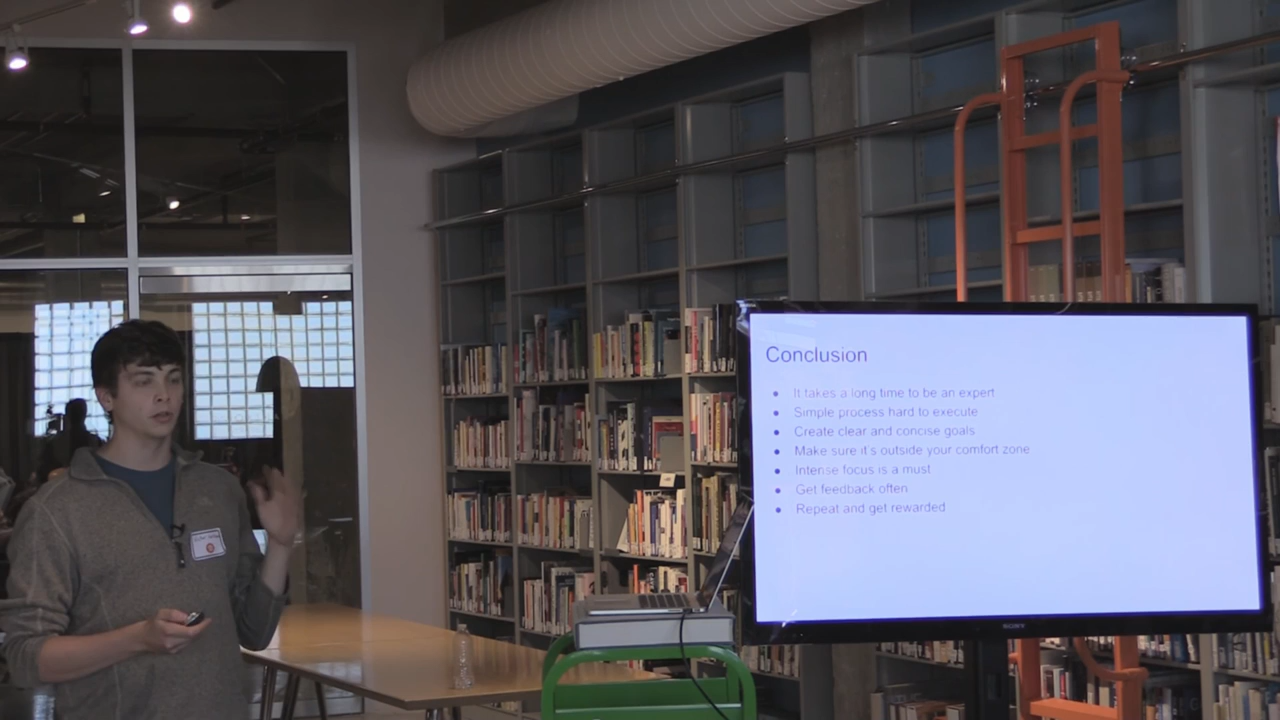 Conclusion
● It takes a long time to be an expert
● Simple process hard to execute
● Create clear and concise goals
● Make sure it's outside your comfort zone
● Intense focus is a must
● Get feedback often
● Repeat and get rewarded
SONY